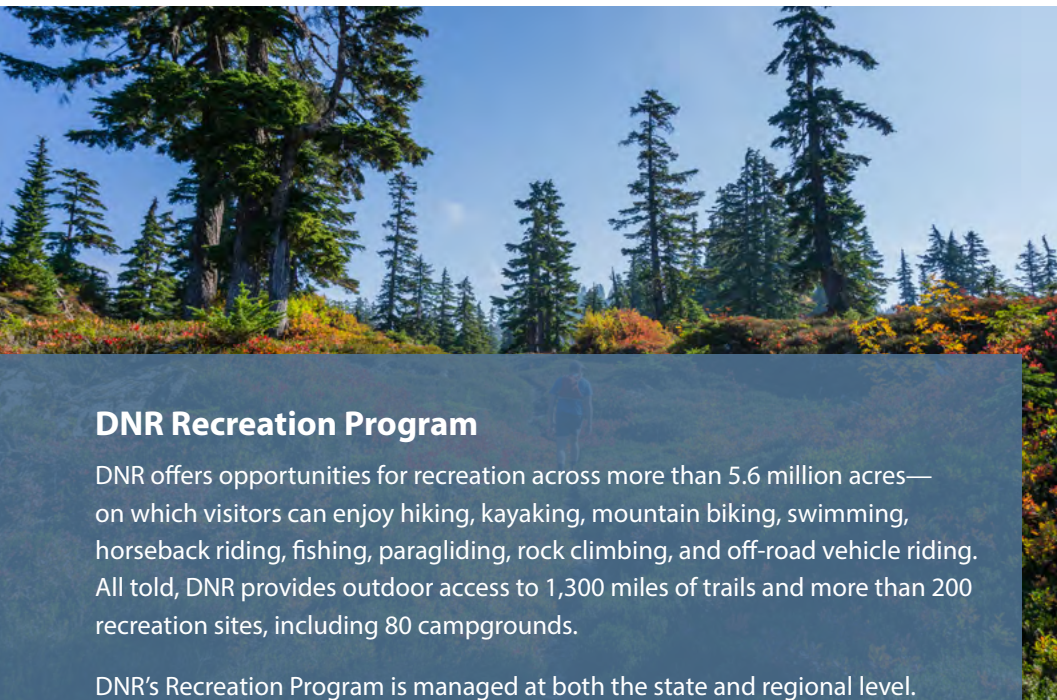 DNR Recreation Program
DNR offers opportunities for recreation across more than 5.6 million acres—
on which visitors can enjoy hiking, kayaking, mountain biking, swimming,
horseback riding, fishing, paragliding, rock climbing, and off-road vehicle riding.
All told, DNR provides outdoor access to 1,300 miles of trails and more than 200
recreation sites, including 80 campgrounds.
DNR's Recreation Program is managed at both the state and regional level.